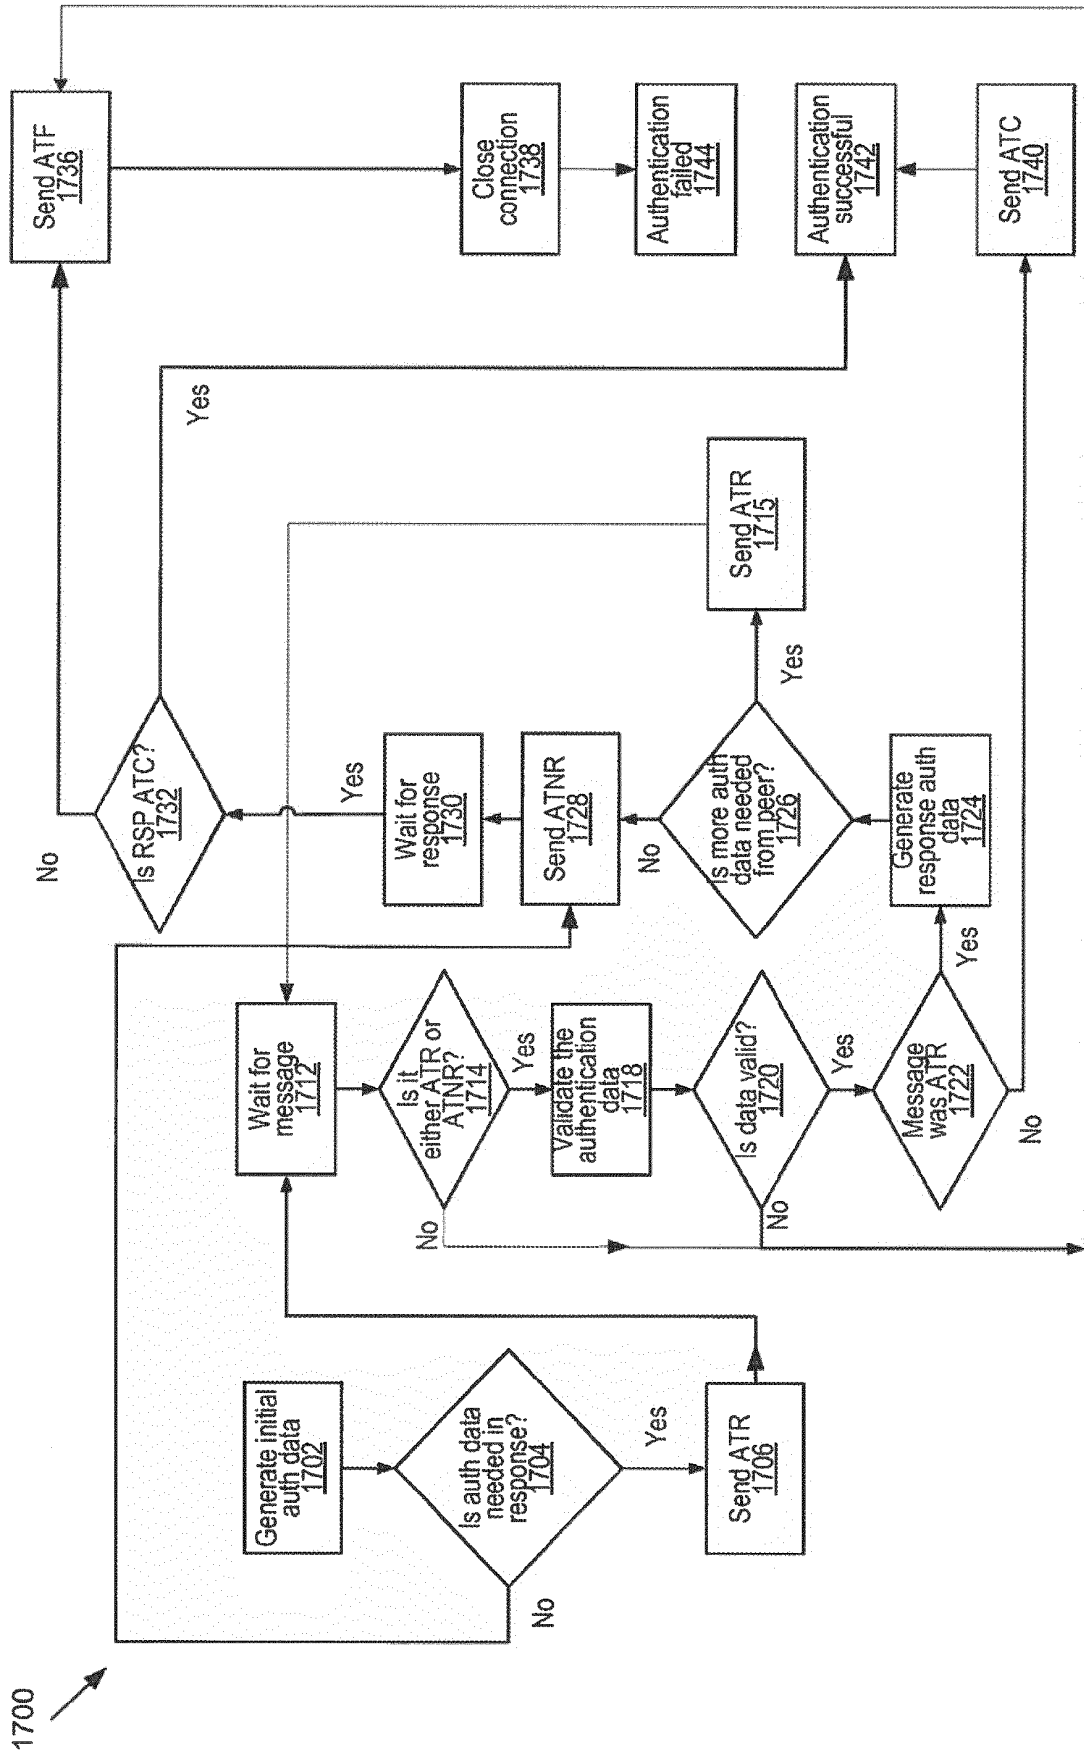 1700
Generate initial
auth data
1702
Is auth data
needed in
response?
1704
No
Yes
Send ATR
1706
Wait for
message
1712
Is it
either ATR or
ATNR?
1714
No
Yes
Validate the
authentication
data
1718
Is data valid?
1720
No
Yes
Message
was ATR
1722
No
Yes
Generate
response auth
data
1724
Is more auth
data needed
from peer?
1726
No
Yes
Send ATR
1715
Send ATNR
1728
Wait for
response
1730
Yes
Is RSP ATC?
1732
No
Yes
Send ATF
1736
Close
connection
1738
Authentication
failed
1744
Authentication
successful
1742
Send ATC
1740